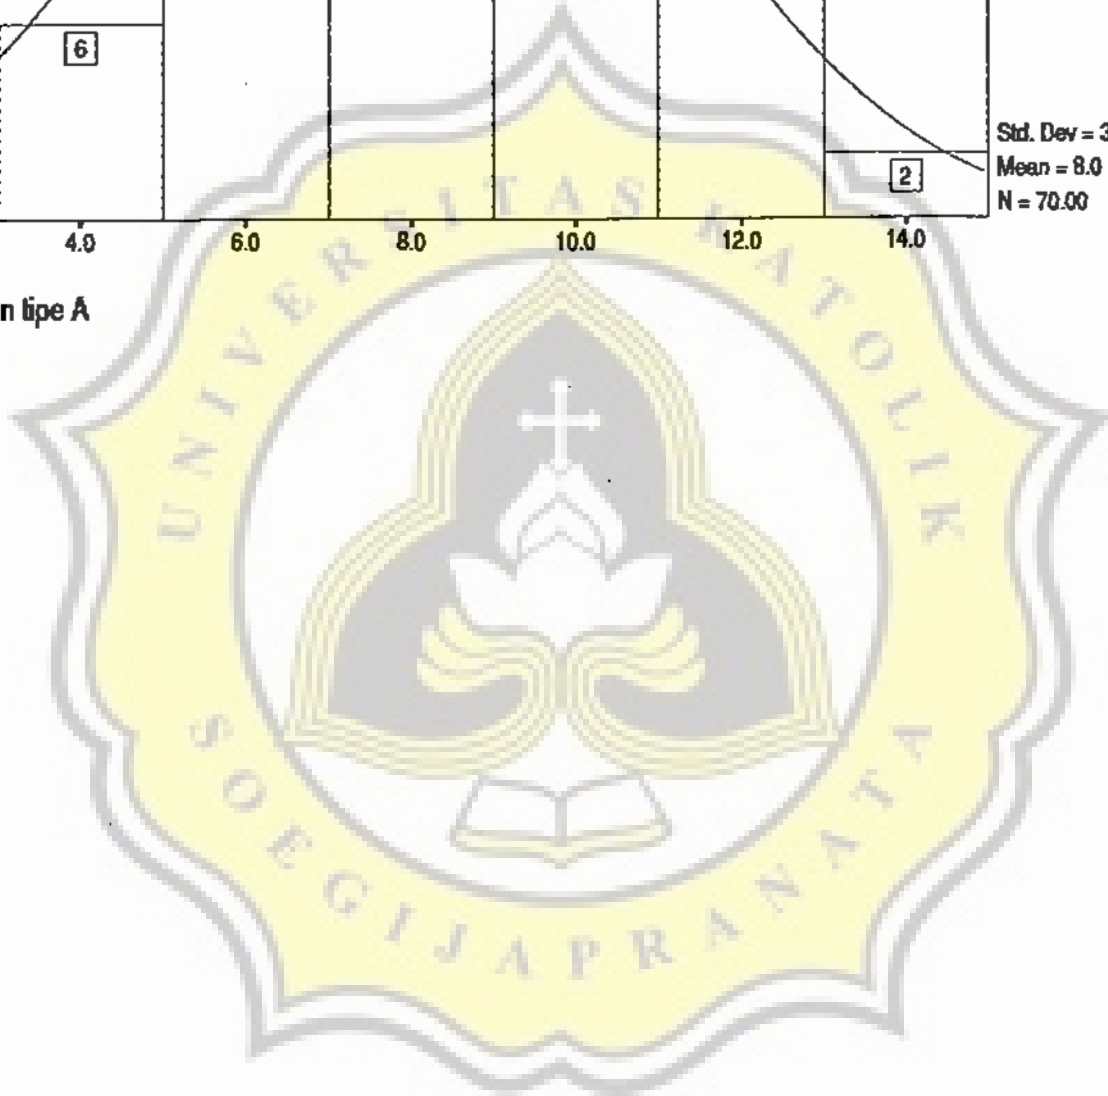 6
Std. Dev = 3
Mean = 8.0
2
N = 70.00
4.0 6.0 8.0 10.0 12.0 14.0
n tipe A
UNIVERSITAS KATOLIK
SOEGIJAPRANATA